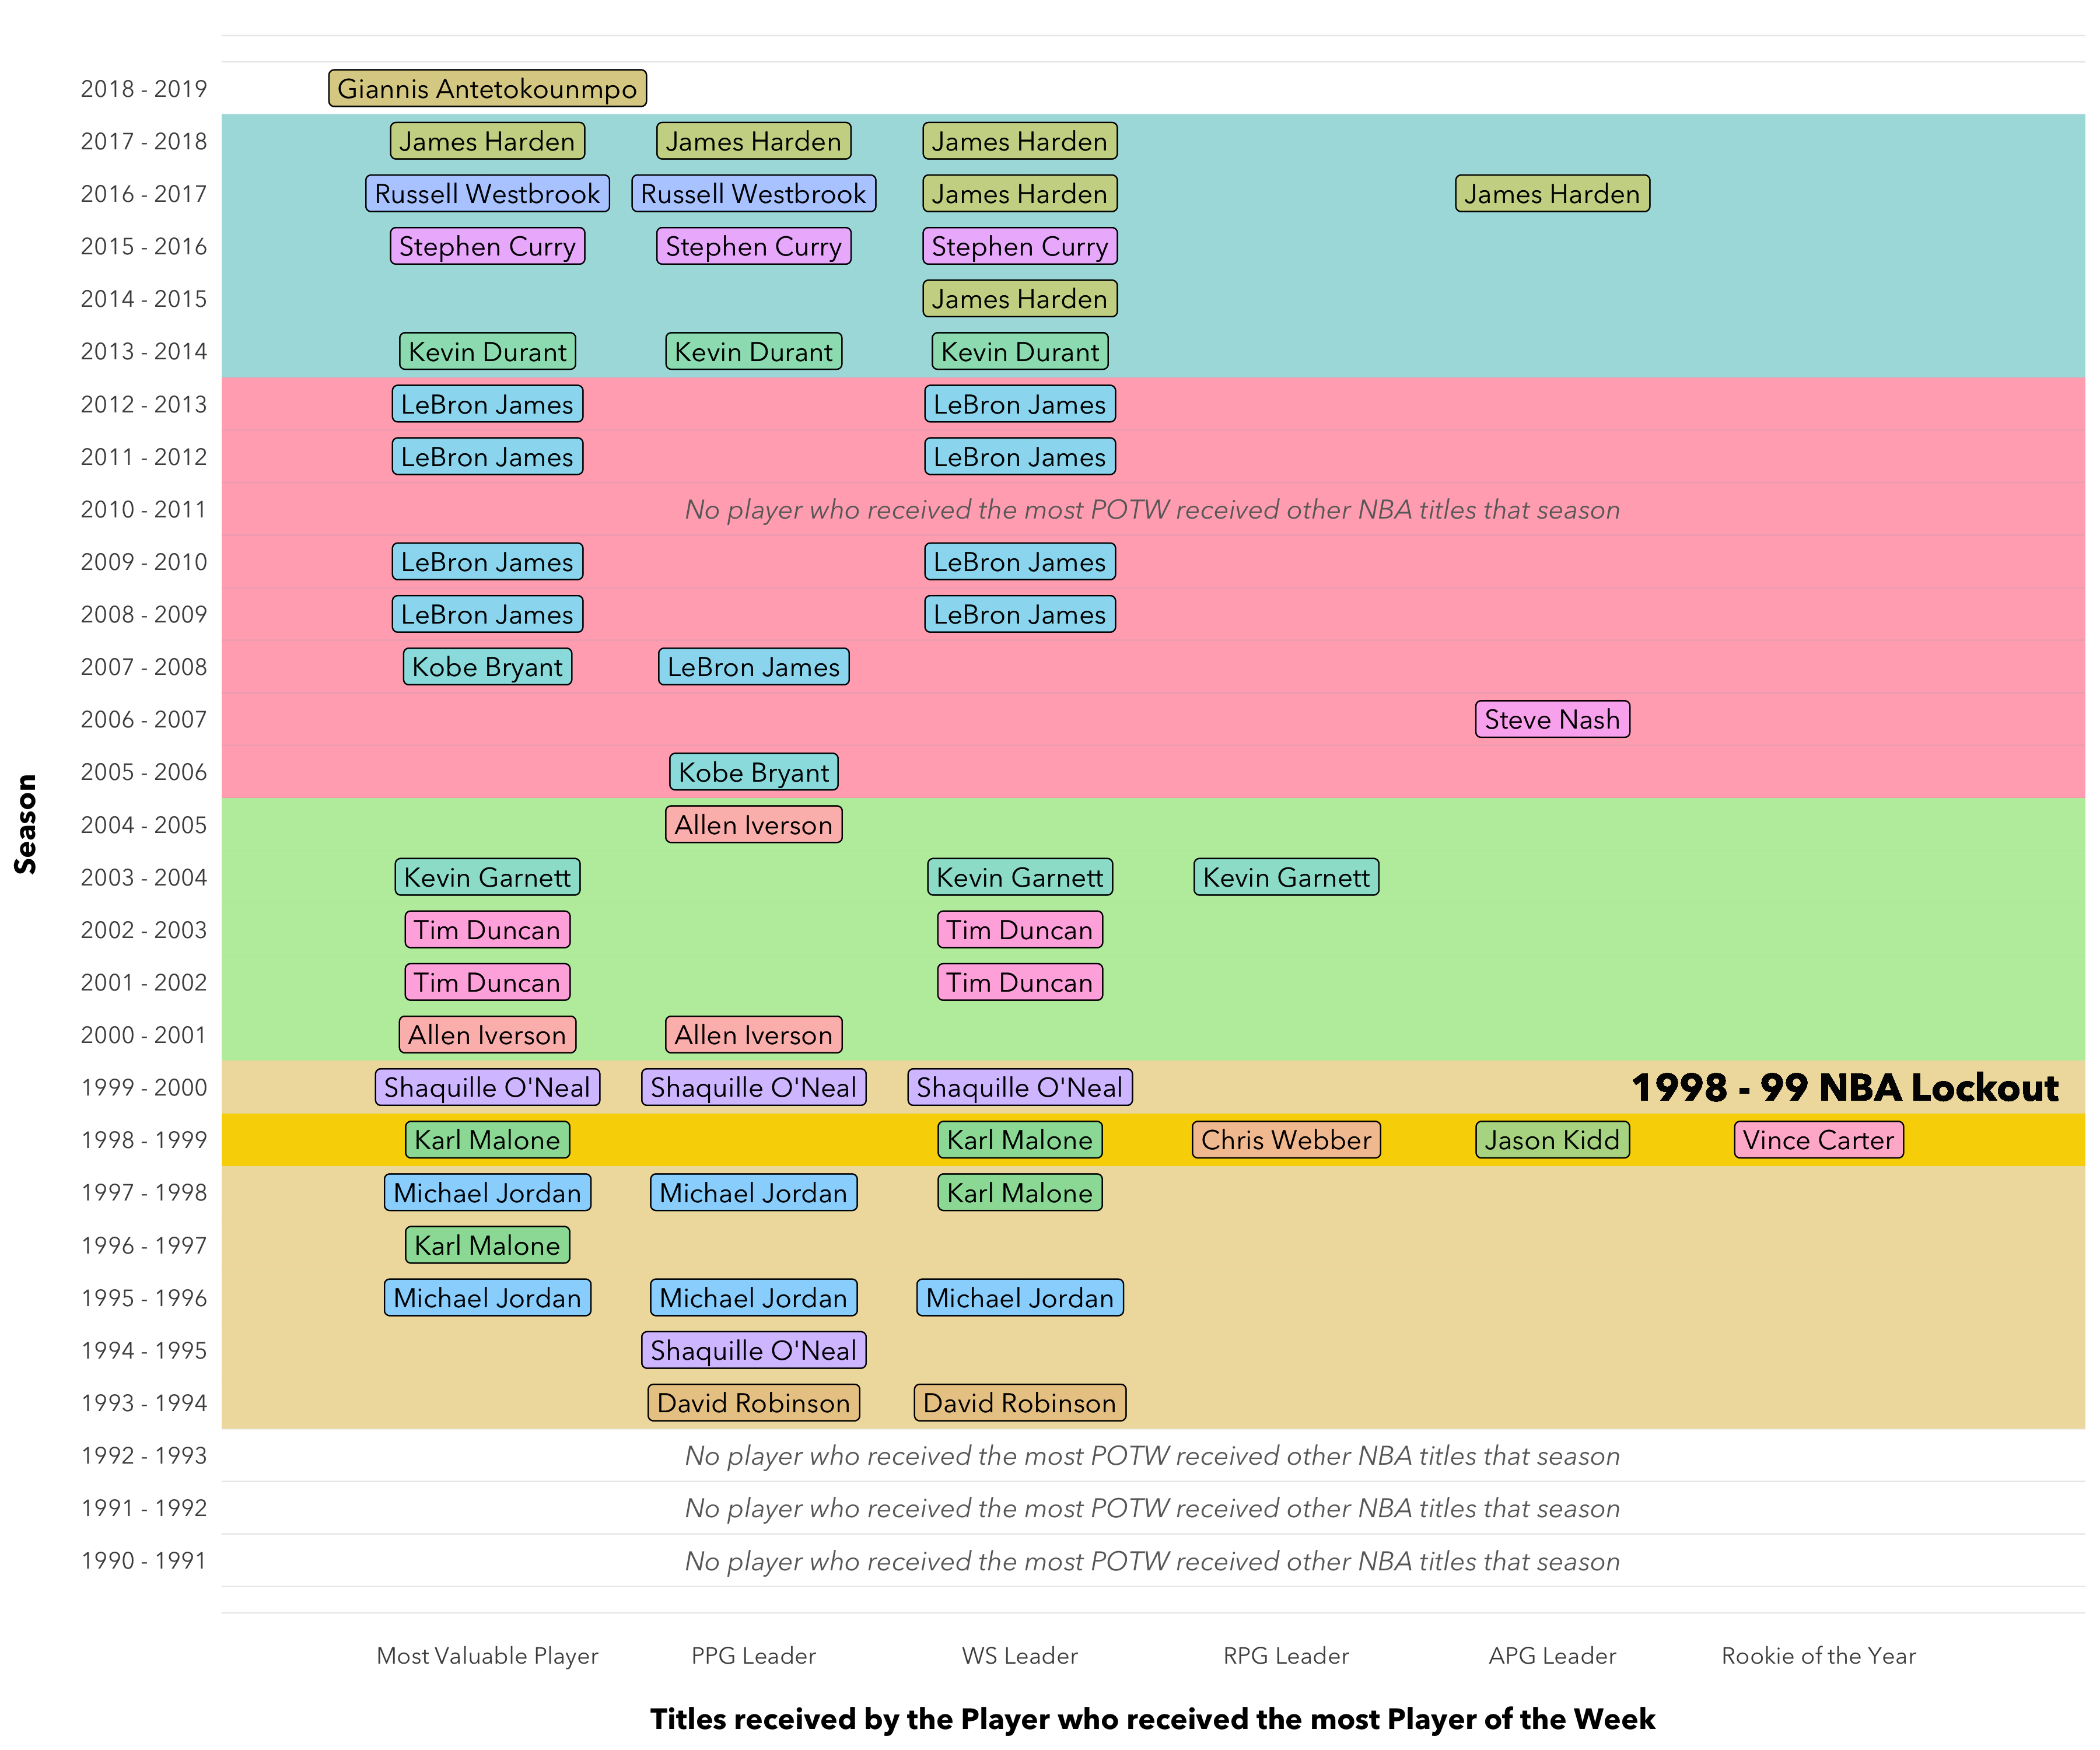 2018 - 2019 Giannis Antetokounmpo
2017 - 2018 James Harden James Harden James Harden
2016 - 2017 Russell Westbrook Russell Westbrook James Harden James Harden
2015 - 2016 Stephen Curry Stephen Curry Stephen Curry
2014 - 2015 James Harden
2013 - 2014 Kevin Durant Kevin Durant Kevin Durant
2012 - 2013 LeBron James LeBron James
2011 - 2012 LeBron James LeBron James
2010 - 2011 No player who received the most POTW received other NBA titles that season
2009 - 2010 LeBron James LeBron James
2008 - 2009 LeBron James LeBron James
2007 - 2008 Kobe Bryant LeBron James
2006 - 2007 Steve Nash
2005 - 2006 Kobe Bryant
Season
2004 - 2005 Allen Iverson
2003 - 2004 Kevin Garnett Kevin Garnett Kevin Garnett
2002 - 2003 Tim Duncan Tim Duncan
2001 - 2002 Tim Duncan Tim Duncan
2000 - 2001 Allen Iverson Allen Iverson
1999 - 2000 Shaquille O'Neal Shaquille O'Neal Shaquille O'Neal 1998 - 99 NBA Lockout
1998 - 1999 Karl Malone Karl Malone Chris Webber Jason Kidd Vince Carter
1997 - 1998 Michael Jordan Michael Jordan Karl Malone
1996 - 1997 Karl Malone
1995 - 1996 Michael Jordan Michael Jordan Michael Jordan
1994 - 1995 Shaquille O'Neal
1993 - 1994 David Robinson David Robinson
1992 - 1993 No player who received the most POTW received other NBA titles that season
1991 - 1992 No player who received the most POTW received other NBA titles that season
1990 - 1991 No player who received the most POTW received other NBA titles that season
Most Valuable Player PPG Leader WS Leader RPG Leader APG Leader Rookie of the Year
Titles received by the Player who received the most Player of the Week